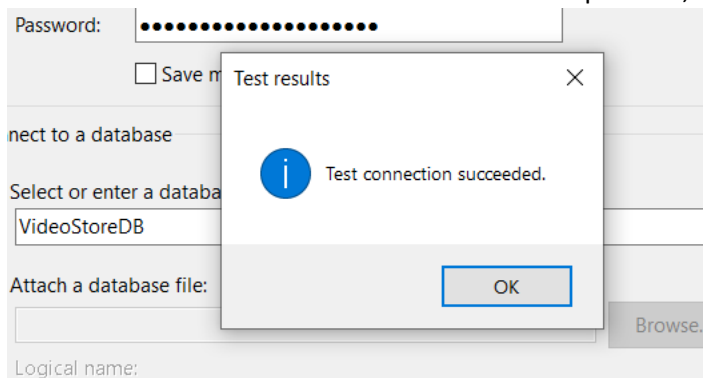 Password:
Save m
Test results
nect to a database
Test connection succeeded.
Select or enter a databa
VideoStoreDB
Attach a database file:
OK
Browse.
Logical name: